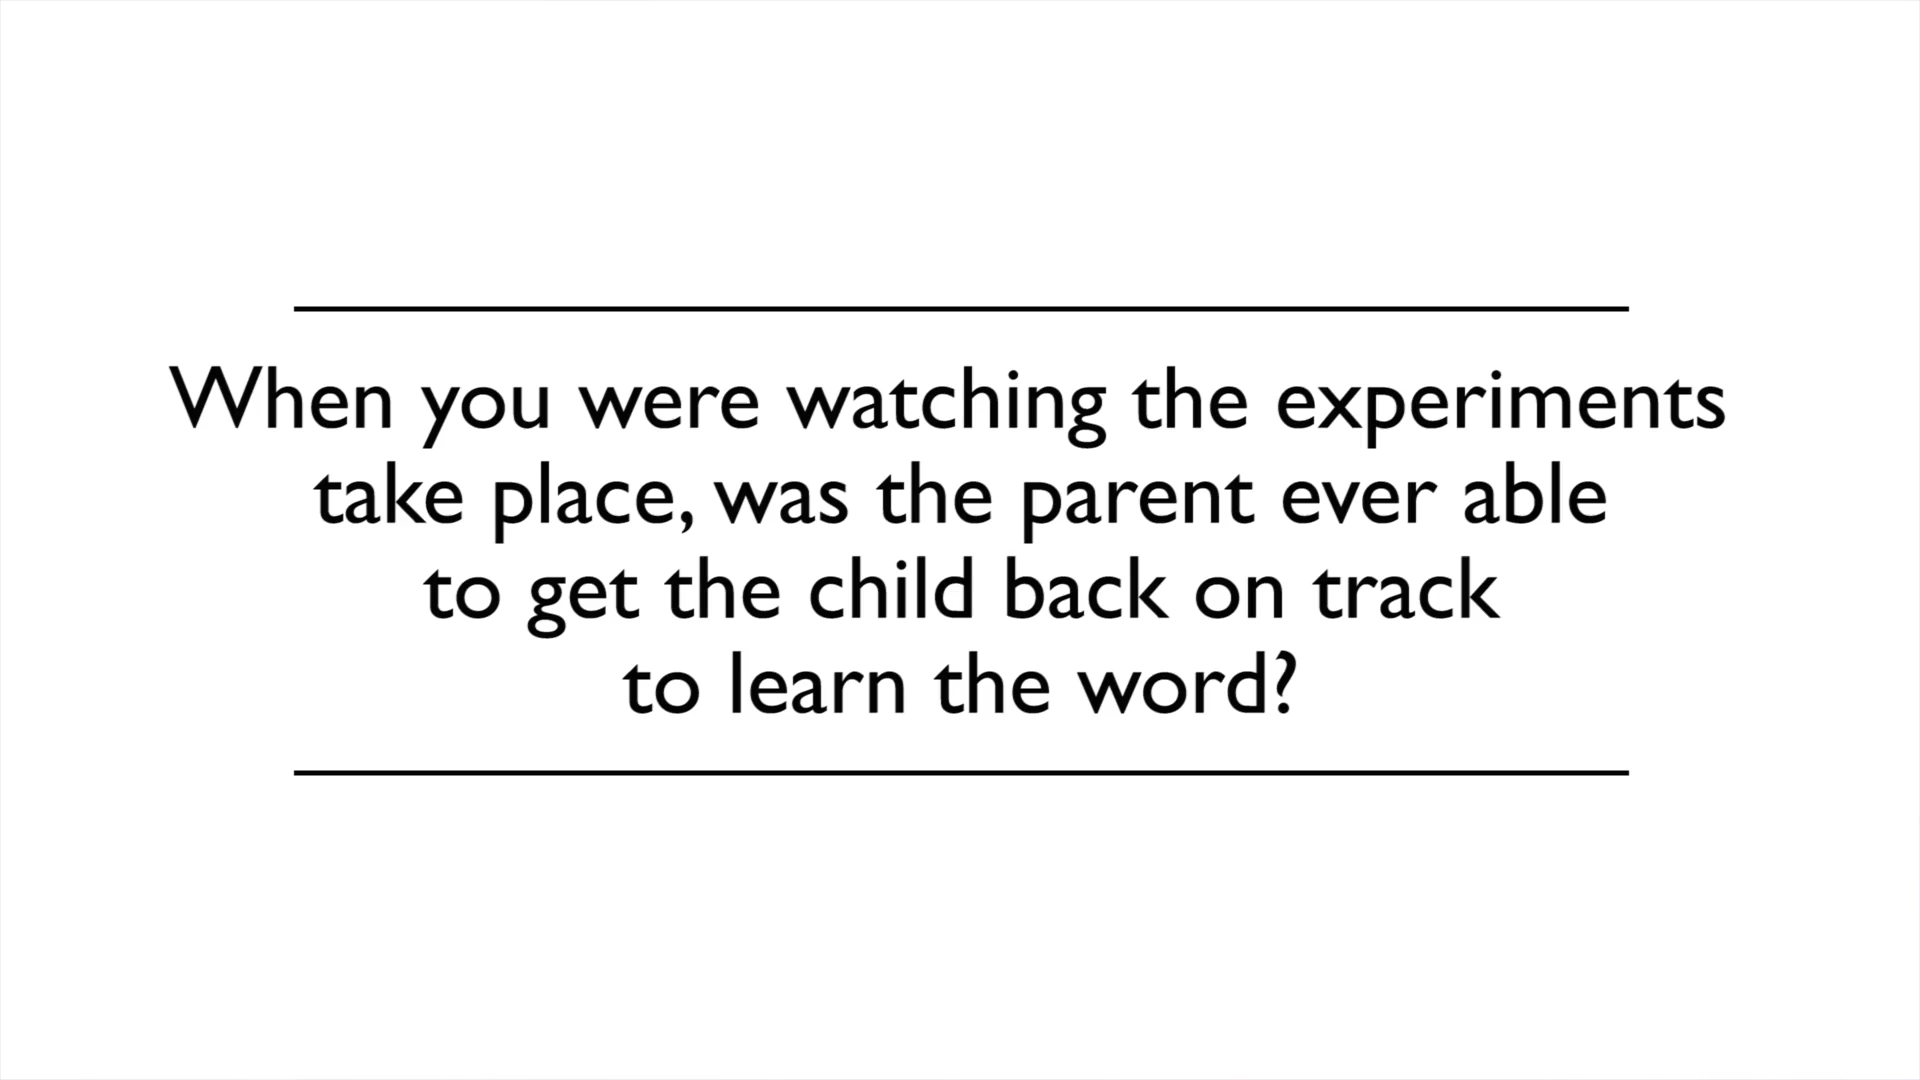 When you were watching the experiments
take place, was the parent ever able
to get the child back on track
to learn the word?